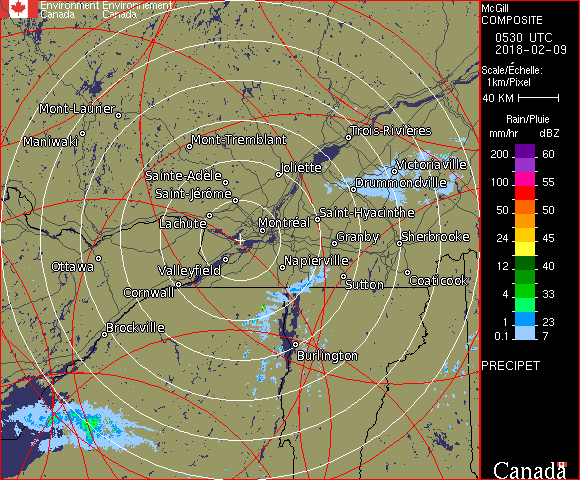 Environment Environnement
Canada Canada
McGill
COMPOSITE
0530 UTC
2018-02-09
Scale/Échelle:
1km/Pixel
40 KM
Rain/Pluie
mm/hr dBZ
200 60
150 55
100 55
50 50
24 45
12 40
4 33
1 23
0.1 7
PRECIPET
Canada
Mont-Laurier
Maniwaki
Mont-Tremblant
Trois-Rivières
Sainte-Adèle
Joliette
Victoriaville
Saint-Jérôme
Drummondville
Lachute
Montréal
Saint-Hyacinthe
Granby
Sherbrooke
Ottawa
Valleyfield
Napierville
Cornwall
Sutton
Coaticook
Brockville
Burlington